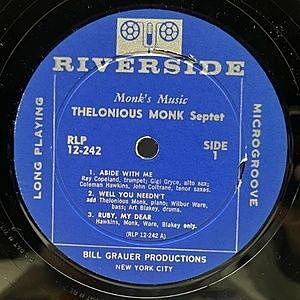 RIVERSIDE
LONG PLAYING
MICROGROOVE
Monk's Music
THELONIOUS MONK Septet
RLP
12-242
SIDE
1
1. ABIDE WITH ME
Ray Copeland, trumpet; Gigi Gryce, alto sax;
Coleman Hawkins, John Coltrane, tenor saxes.
2. WELL YOU NEEDN'T
add Thelonious Monk, piano; Wilbur Ware,
bass; Art Blakey, drums.
3. RUBY, MY DEAR
Hawkins, Monk, Ware, Blakey only.
(RLP 12-242 A)
BILL GRAUER PRODUCTIONS
NEW YORK CITY